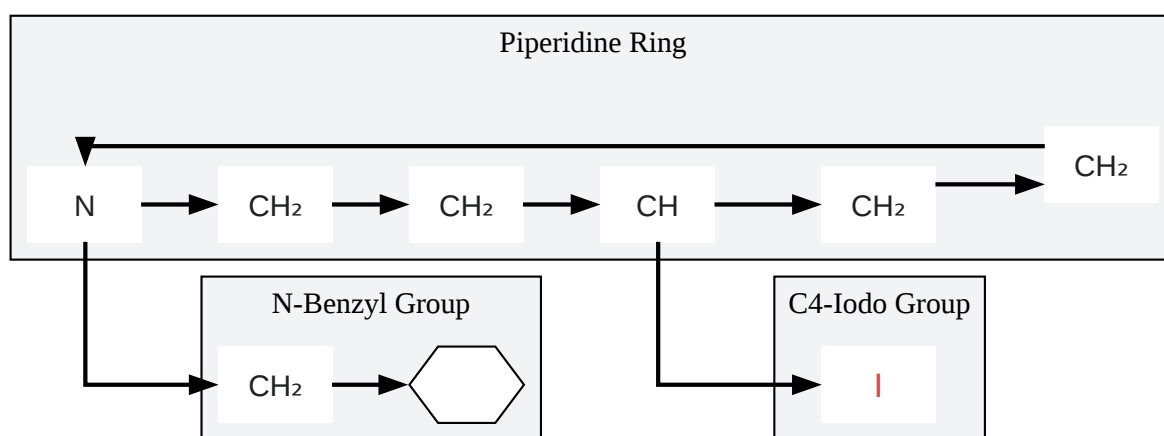 Piperidine Ring
CH₂
N
CH₂
CH₂
CH
CH₂
N-Benzyl Group
C4-Iodo Group
CH₂
I